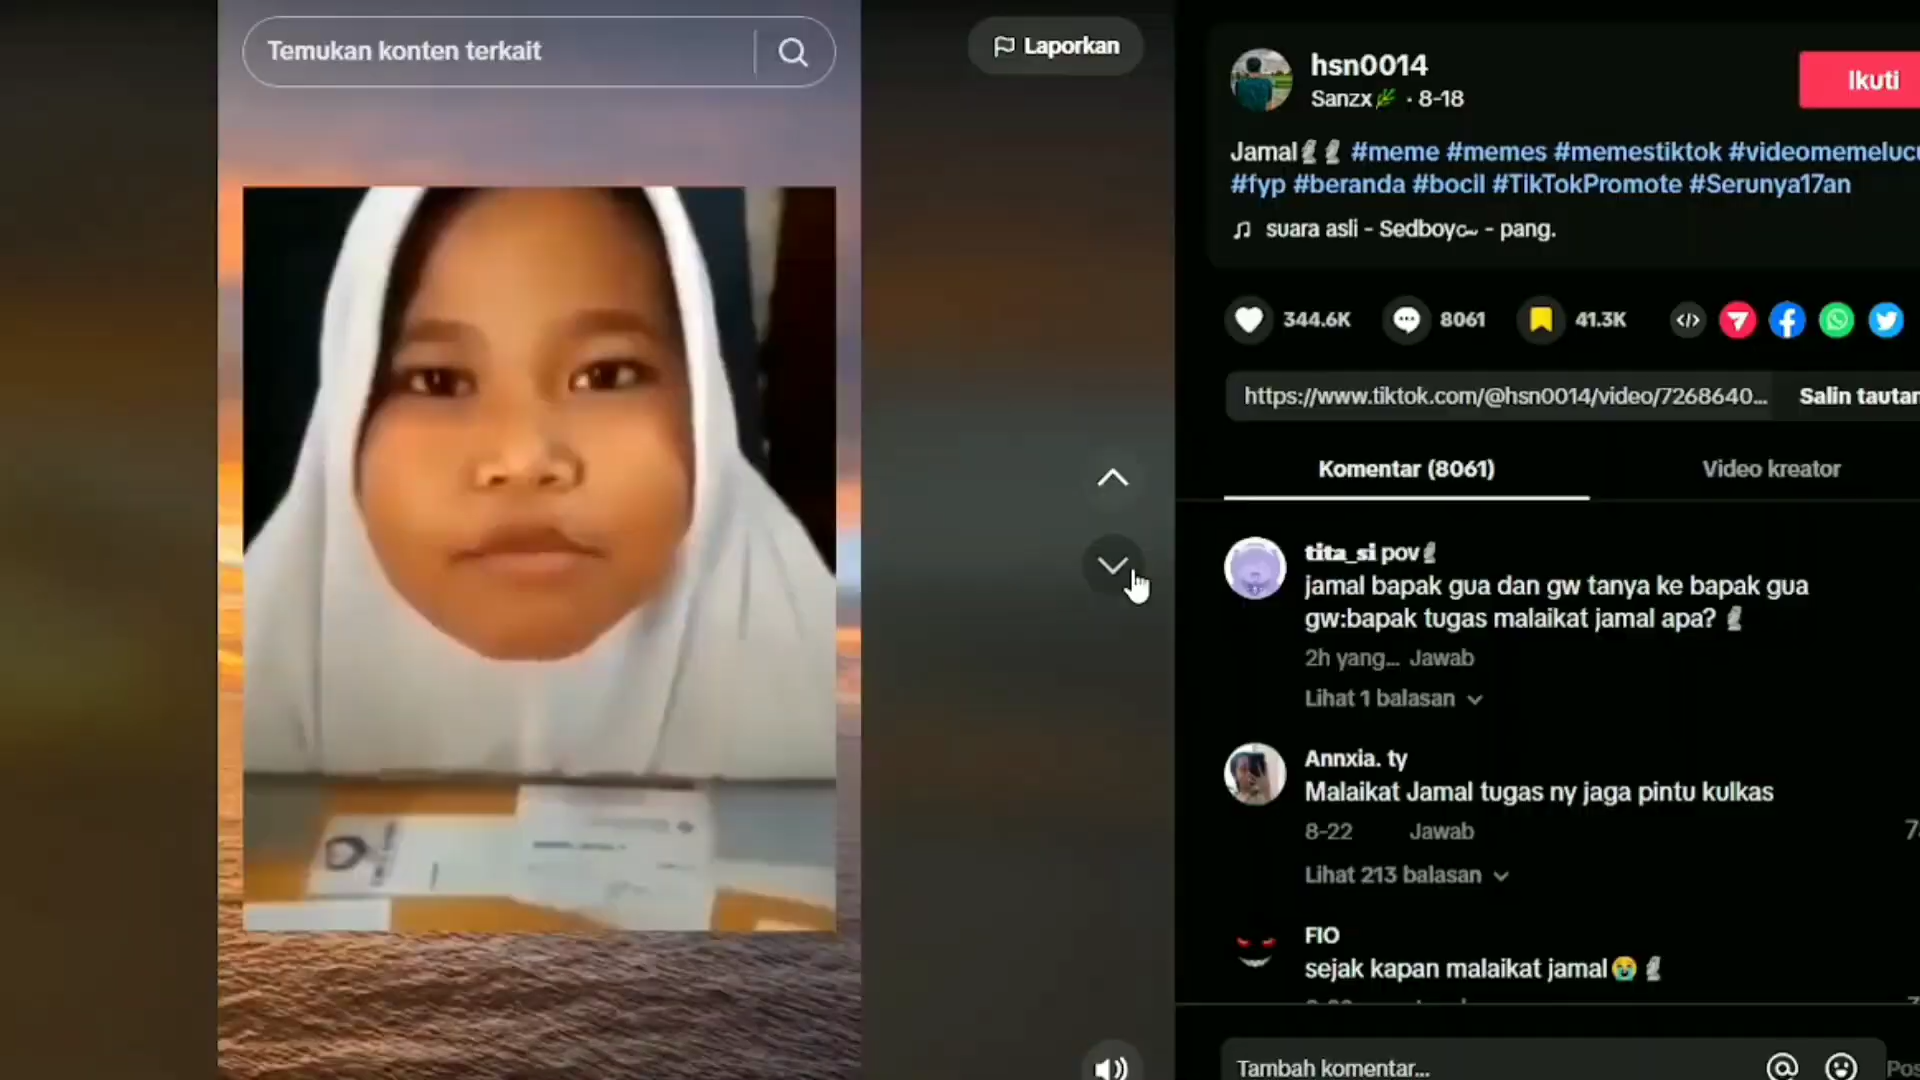 Temukan konten terkait
Laporkan
hsn0014
Sanzx · 8-18
Ikuti
Jamal #meme #memes #memestiktok #videomemelucu
#fyp #beranda #bocil #TikTokPromote #Serunya17an
suara asli - Sedboy - pang.
344.6K
8061
41.3K
https://www.tiktok.com/@hsn0014/video/7268640...
Salin tautan
Komentar (8061)
Video kreator
tita_si pov
jamal bapak gua dan gw tanya ke bapak gua
gw:bapak tugas malaikat jamal apa?
2h yang... Jawab
Lihat 1 balasan
Annxia. ty
Malaikat Jamal tugas ny jaga pintu kulkas
8-22 Jawab
Lihat 213 balasan
FIO
sejak kapan malaikat jamal😭
Tambah komentar...